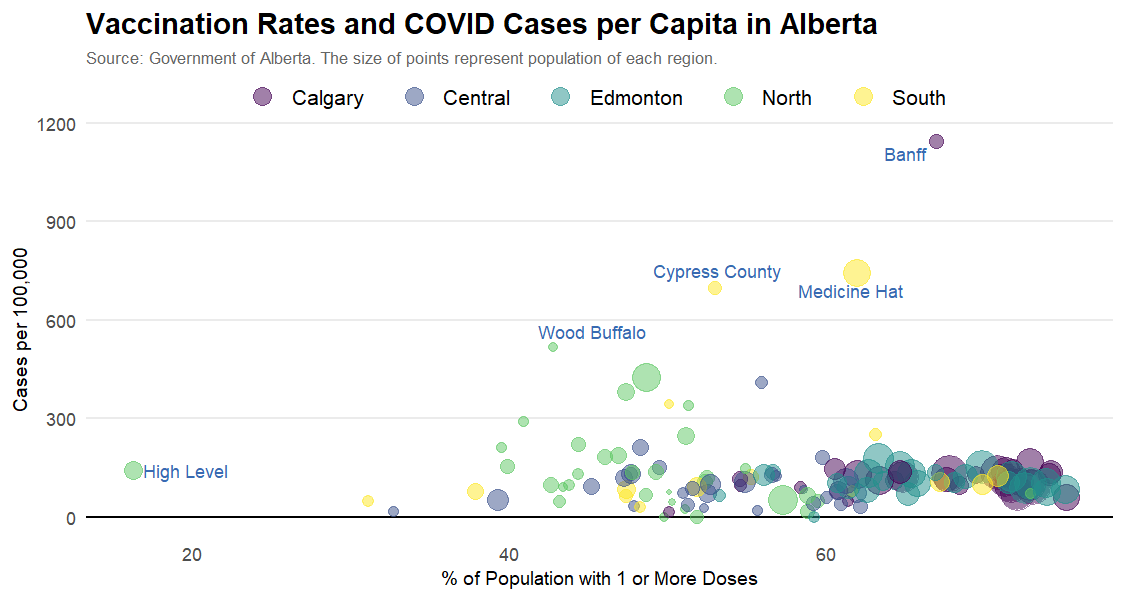 Vaccination Rates and COVID Cases per Capita in Alberta
Source: Government of Alberta. The size of points represent population of each region.
Calgary Central Edmonton North South
1200
Banff
900
Cypress County
Medicine Hat
600
Wood Buffalo
300
High Level
0
20 40 60
% of Population with 1 or More Doses
Cases per 100,000